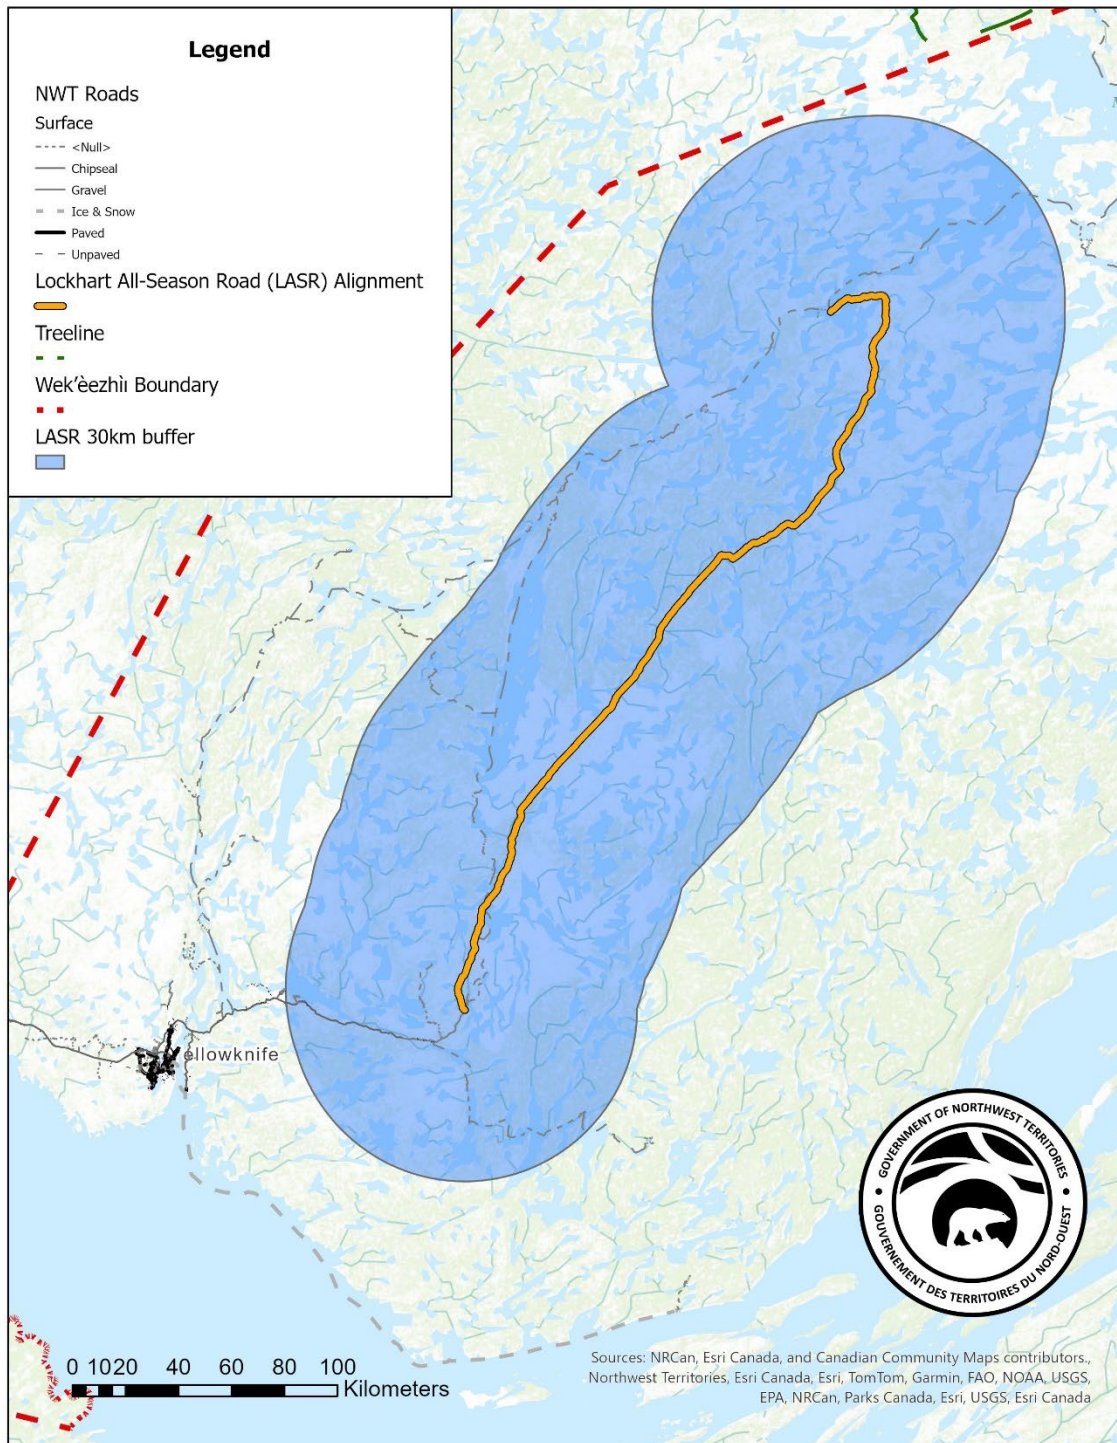 Legend
NWT Roads
Surface
<Null>
Chipseal
Gravel
Ice & Snow
Paved
Unpaved
Lockhart All-Season Road (LASR) Alignment
Treeline
Wek'èezhìı Boundary
LASR 30km buffer
ellowknife
GOVERNMENT OF NORTHWEST TERRITORIES
GOUVERNEMENT DES TERRITOIRES DU NORD-OUEST
0 10 20 40 60 80 100
Kilometers
Sources: NRCan, Esri Canada, and Canadian Community Maps contributors.,
Northwest Territories, Esri Canada, Esri, TomTom, Garmin, FAO, NOAA, USGS,
EPA, NRCan, Parks Canada, Esri, USGS, Esri Canada